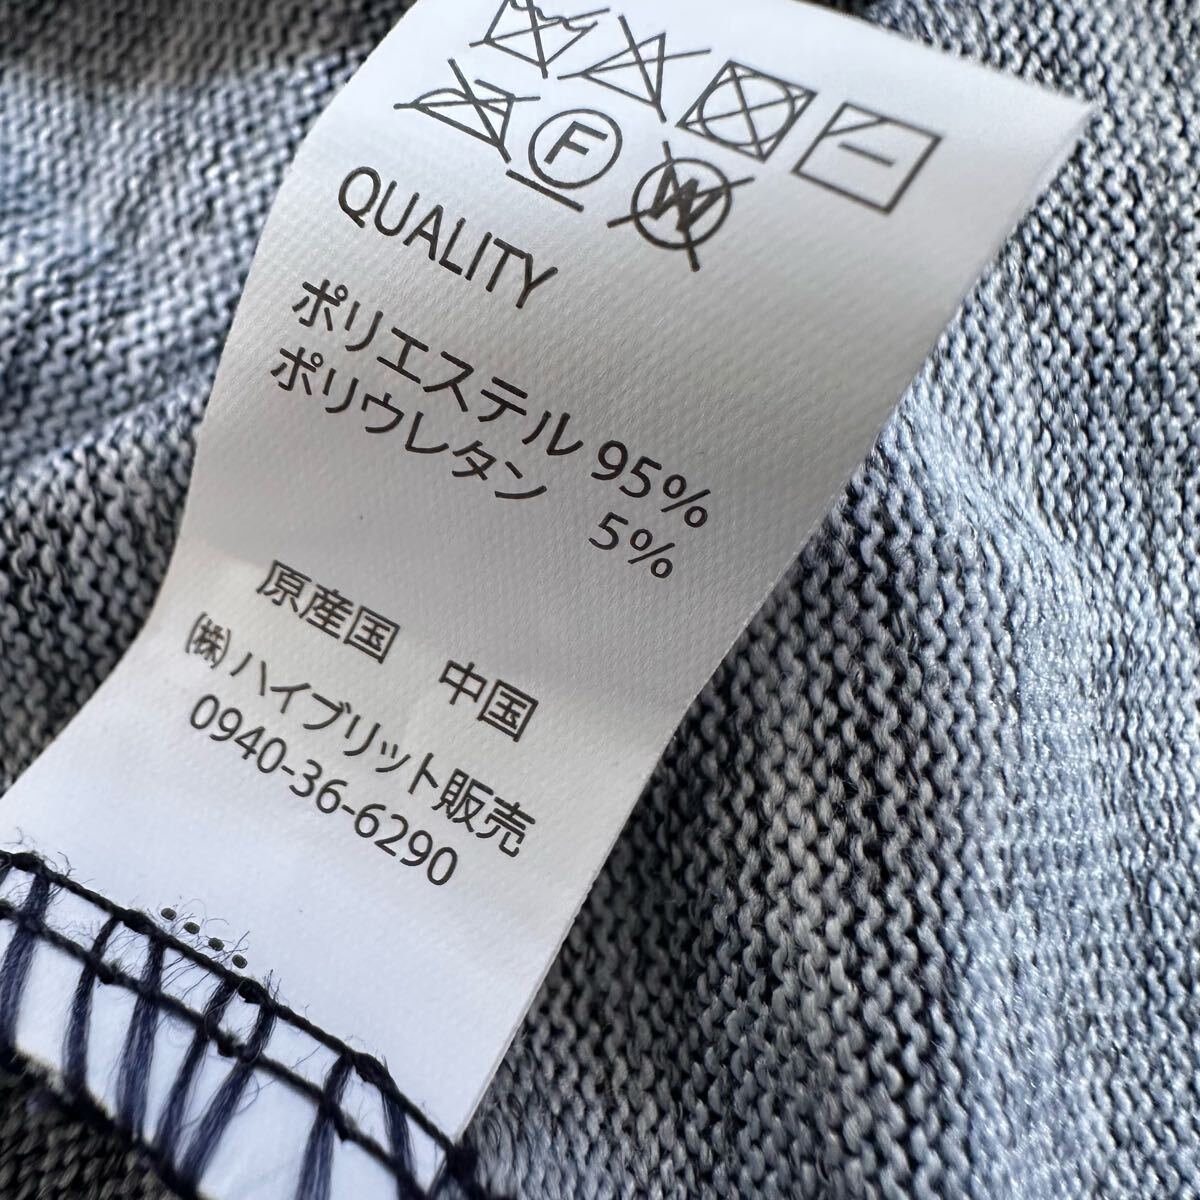 F W
QUALITY
ポリエステル 95%
ポリウレタン 5%
原産国 中国
㈱ ハイブリット販売
0940-36-6290